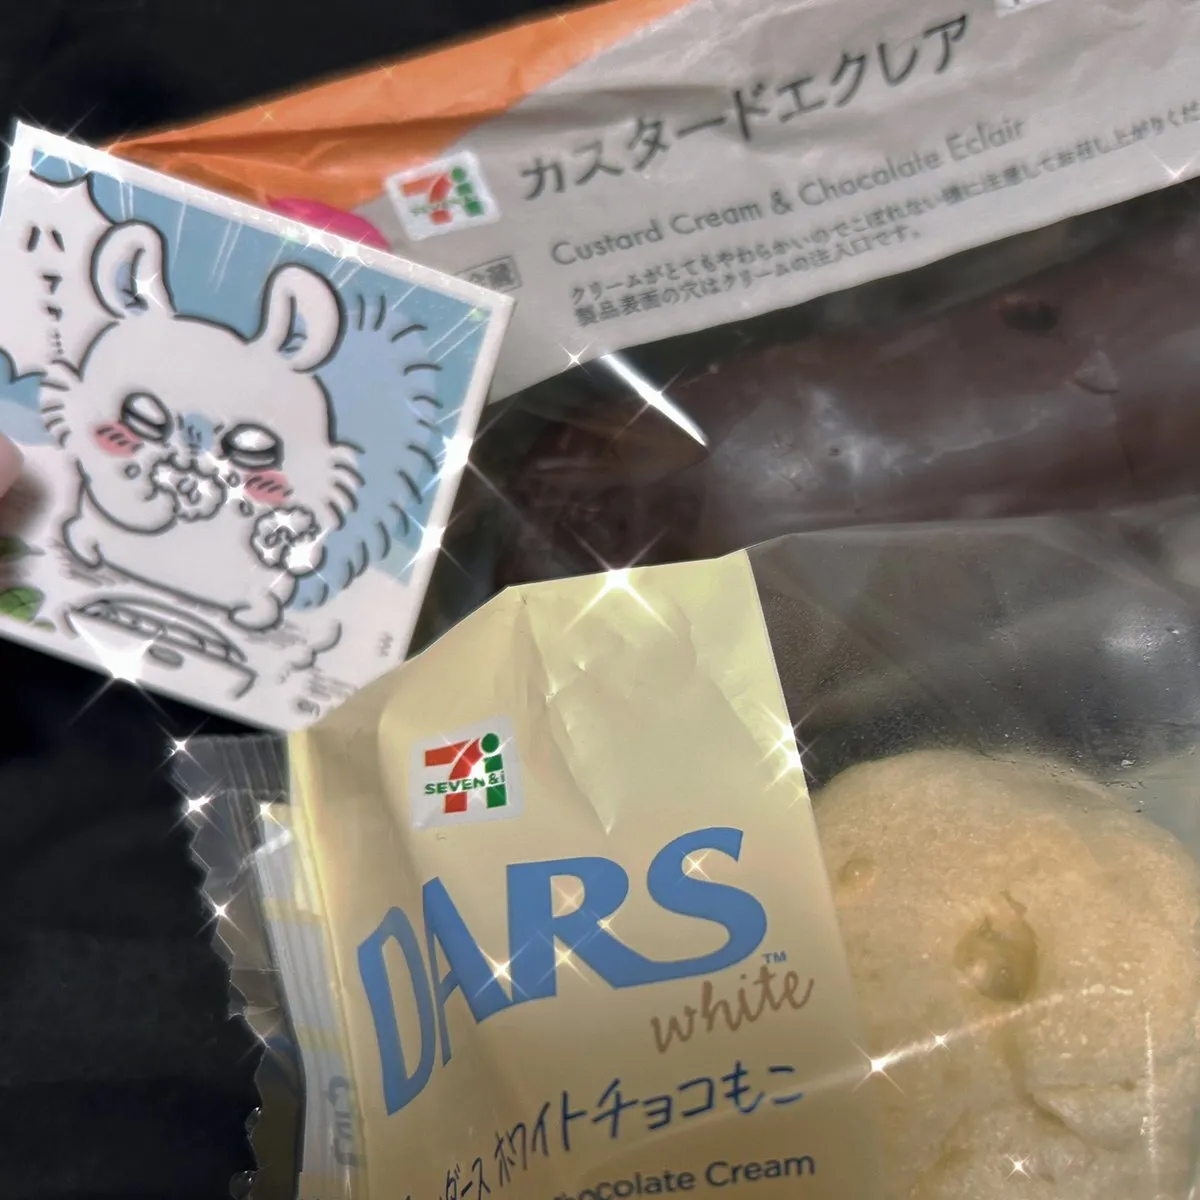 カスタードエクレア
Custard Cream & Chocolate Eclair
クリームがとてもやわらかいのでこぼれない様に注意してお召し上がりくだ
製品表面の穴はクリームの注入口です。
ハァ
SEVEN&i
DARS
TM
white
ダース ホワイトチョコもこ
Chocolate Cream